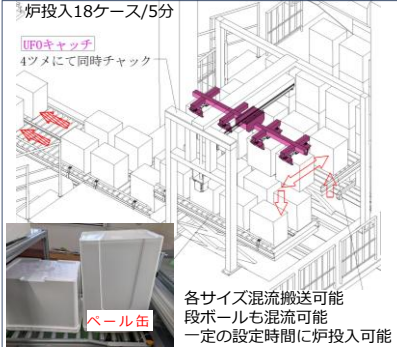 炉投入18ケース/5分
UFOキャッチ
4ツメにて同時チャック
ペール缶
各サイズ混流搬送可能
段ボールも混流可能
一定の設定時間に炉投入可能